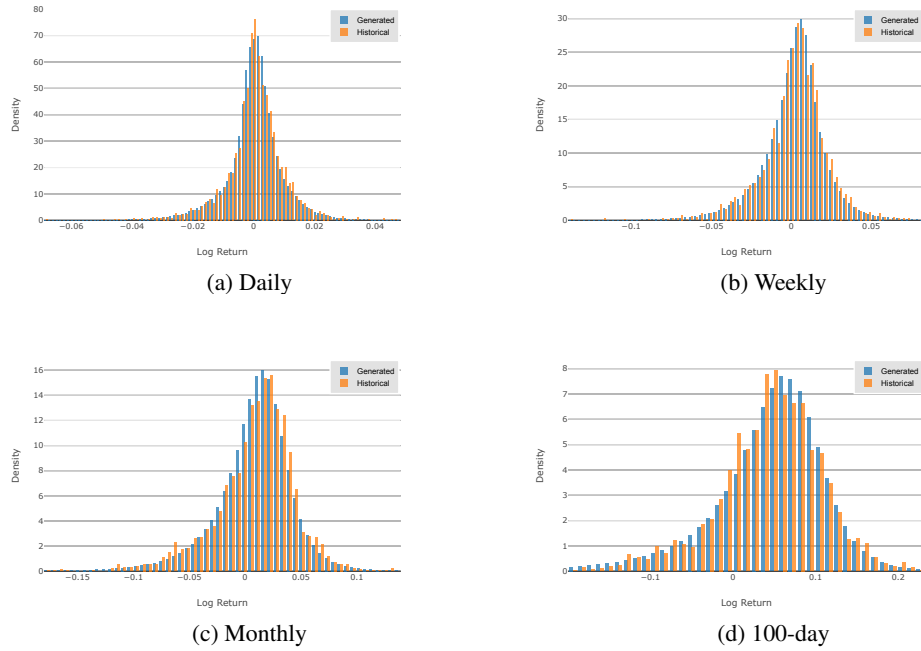 80
70
60
50
40
30
20
10
0
Density
−0.06
−0.04
−0.02
0
0.02
0.04
Log Return
Generated
Historical
(a) Daily
30
25
20
15
10
5
0
Density
−0.1
−0.05
0
0.05
Log Return
Generated
Historical
(b) Weekly
16
14
12
10
8
6
4
2
0
Density
−0.15
−0.1
−0.05
0
0.05
0.1
Log Return
Generated
Historical
(c) Monthly
8
7
6
5
4
3
2
1
0
Density
−0.1
0
0.1
0.2
Log Return
Generated
Historical
(d) 100-day